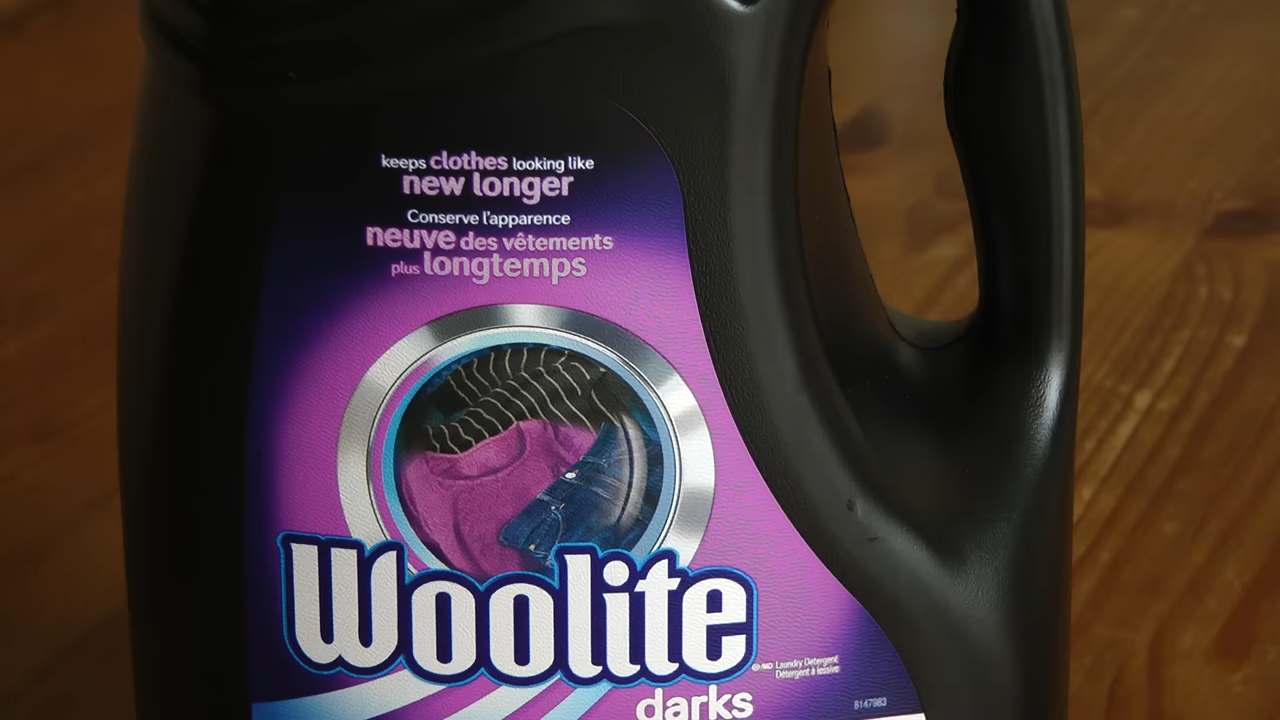 keeps clothes looking like
new longer
Conserve l'apparence
neuve des vêtements
plus longtemps
Woolite
®/MD Laundry Detergent
Détergent à lessive
darks
8147983